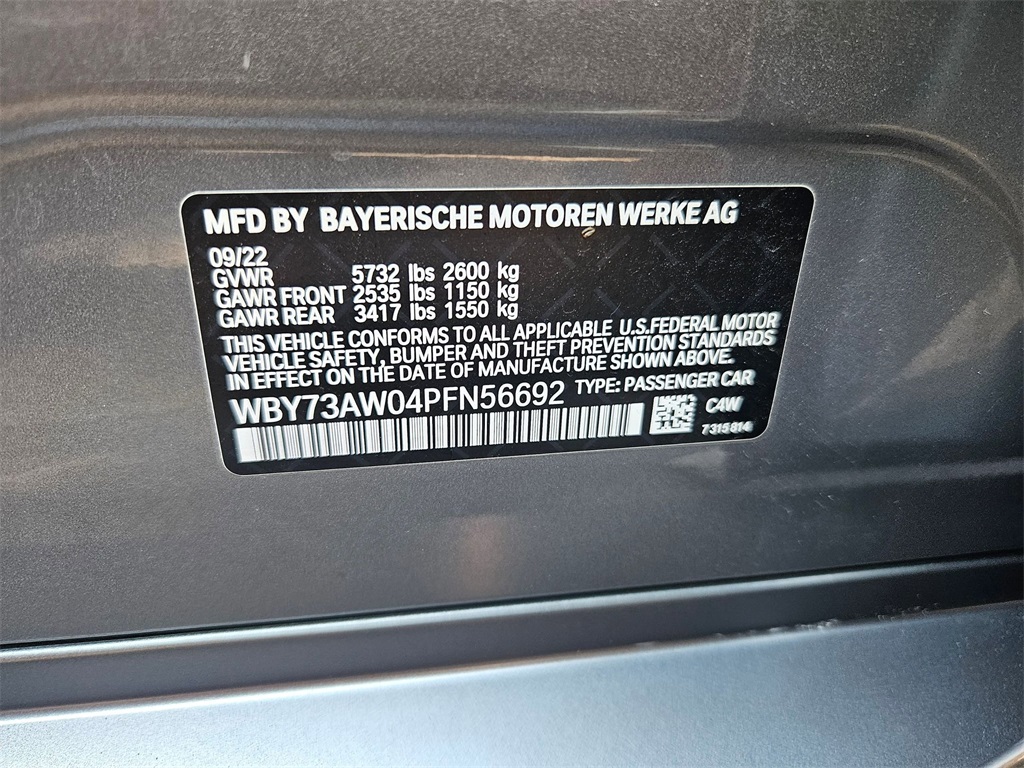 MFD BY BAYERISCHE MOTOREN WERKE AG
09/22
GVWR 5732 lbs 2600 kg
GAWR FRONT 2535 lbs 1150 kg
GAWR REAR 3417 lbs 1550 kg
THIS VEHICLE CONFORMS TO ALL APPLICABLE U.S.FEDERAL MOTOR
VEHICLE SAFETY, BUMPER AND THEFT PREVENTION STANDARDS
IN EFFECT ON THE DATE OF MANUFACTURE SHOWN ABOVE.
WBY73AW04PFN56692 TYPE: PASSENGER CAR
C4W
7315814